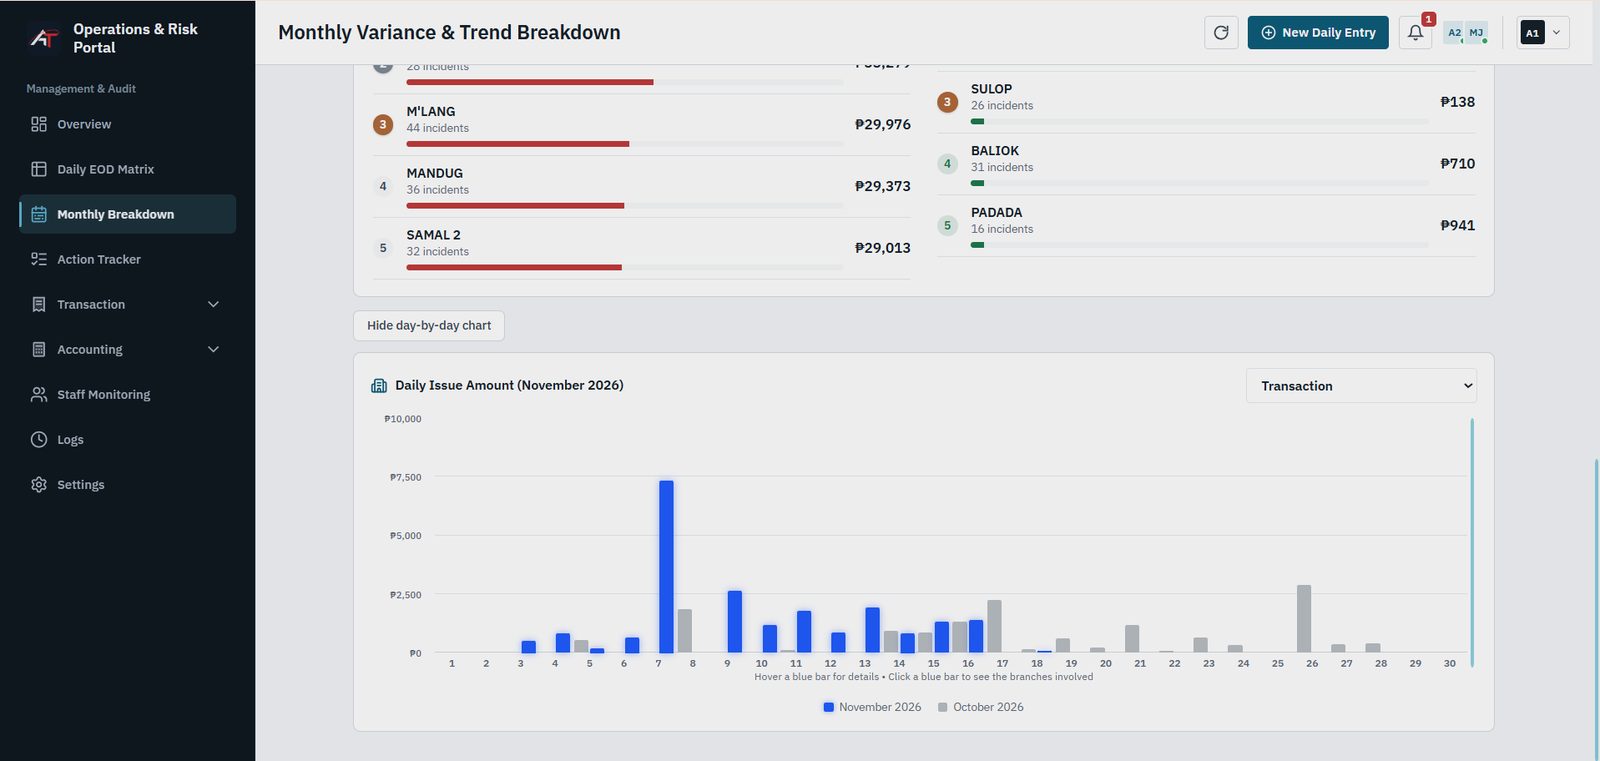 Operations & Risk
Portal
Management & Audit
Overview
Daily EOD Matrix
Monthly Breakdown
Action Tracker
Transaction
Accounting
Staff Monitoring
Logs
Settings
Monthly Variance & Trend Breakdown
New Daily Entry
1
A2
MJ
A1
28 incidents
3
M'LANG
44 incidents
₱29,976
4
MANDUG
36 incidents
₱29,373
5
SAMAL 2
32 incidents
₱29,013
3
SULOP
26 incidents
₱138
4
BALIOK
31 incidents
₱710
5
PADADA
16 incidents
₱941
Hide day-by-day chart
Daily Issue Amount (November 2026)
Transaction
₱10,000
₱7,500
₱5,000
₱2,500
₱0
1 2 3 4 5 6 7 8 9 10 11 12 13 14 15 16 17 18 19 20 21 22 23 24 25 26 27 28 29 30
Hover a blue bar for details • Click a blue bar to see the branches involved
November 2026
October 2026